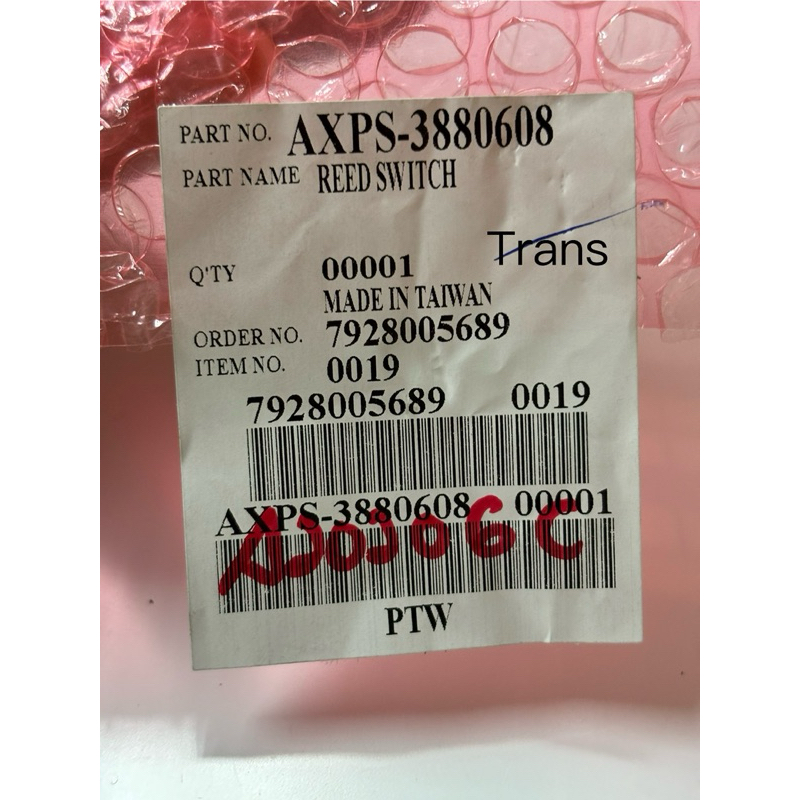 PART NO. AXPS-3880608
PART NAME REED SWITCH
Trans
Q'TY 00001
MADE IN TAIWAN
ORDER NO. 7928005689
ITEM NO. 0019
7928005689 0019
AXPS-3880608 00001
PTW